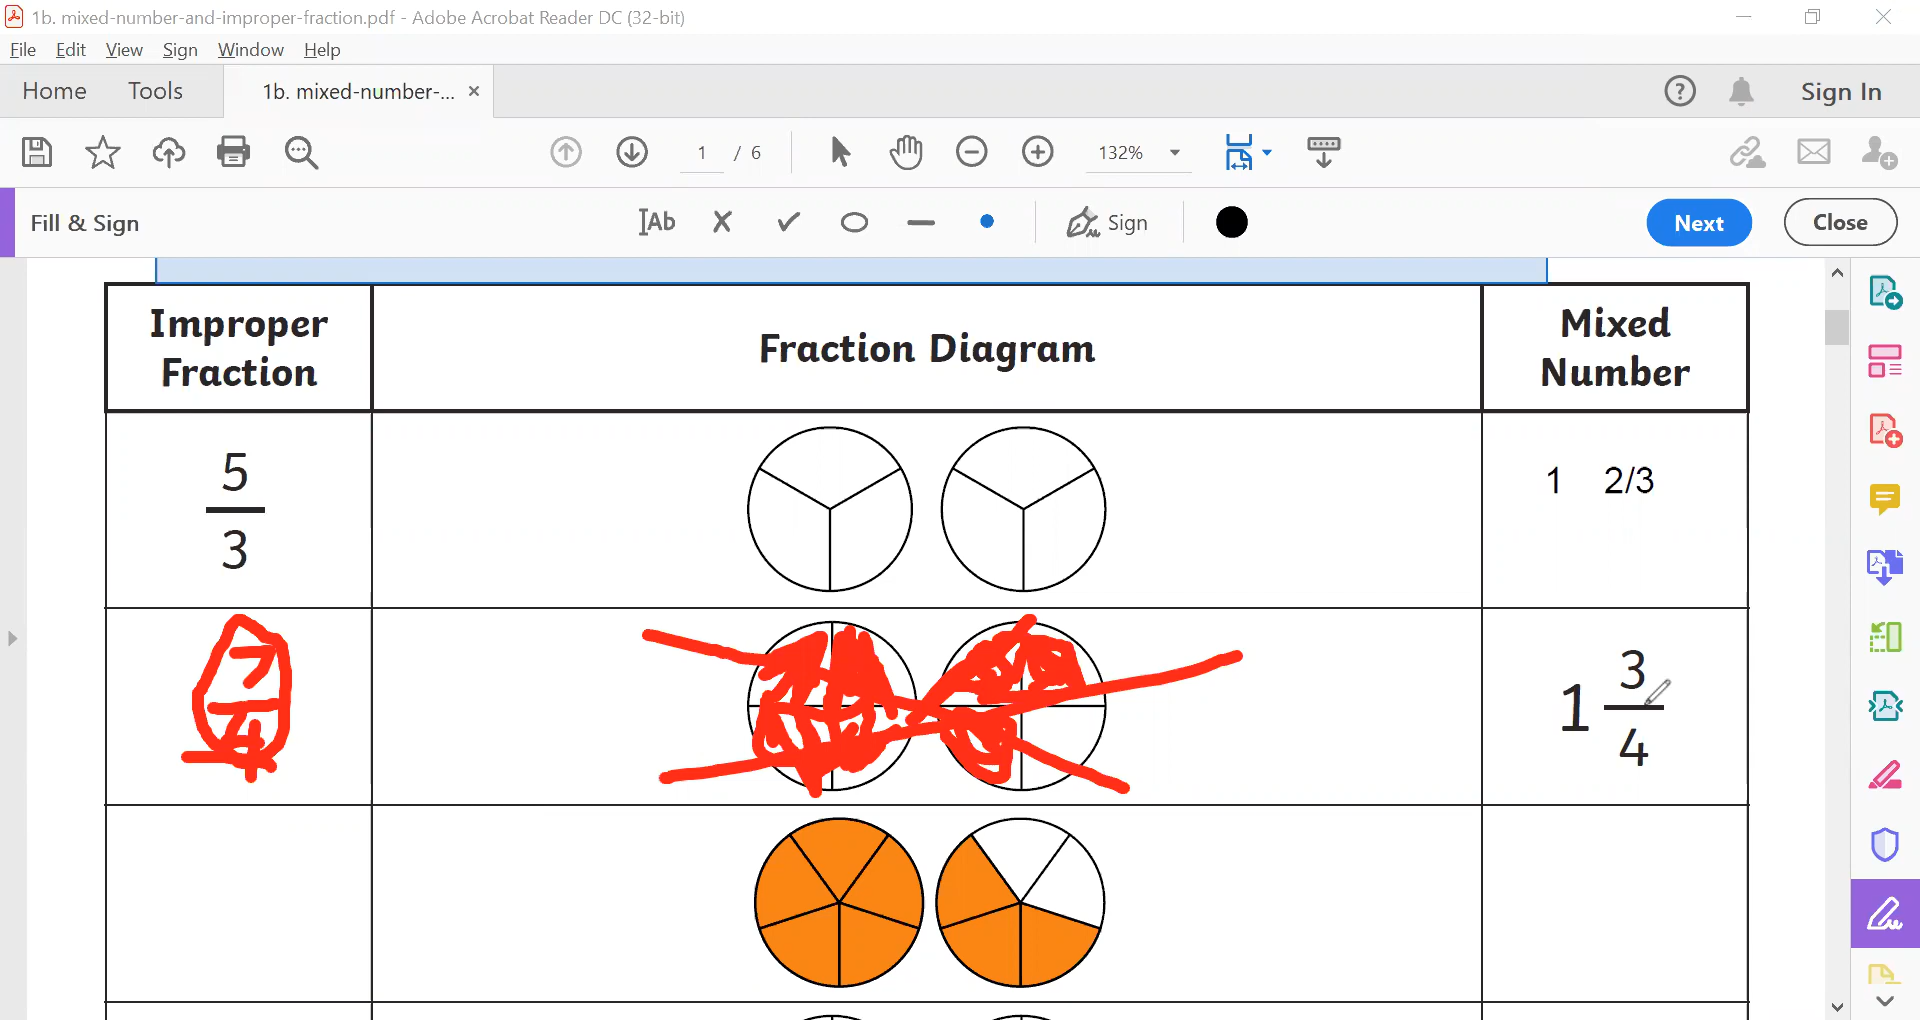 1b. mixed-number-and-improper-fraction.pdf - Adobe Acrobat Reader DC (32-bit)
File Edit View Sign Window Help
Home Tools 1b. mixed-number-... × Sign In
1 / 6 132%
Fill & Sign Ab Sign Next Close
Improper Fraction Diagram Mixed
Fraction Number
5
3
1 2/3
7
4
1 3
4